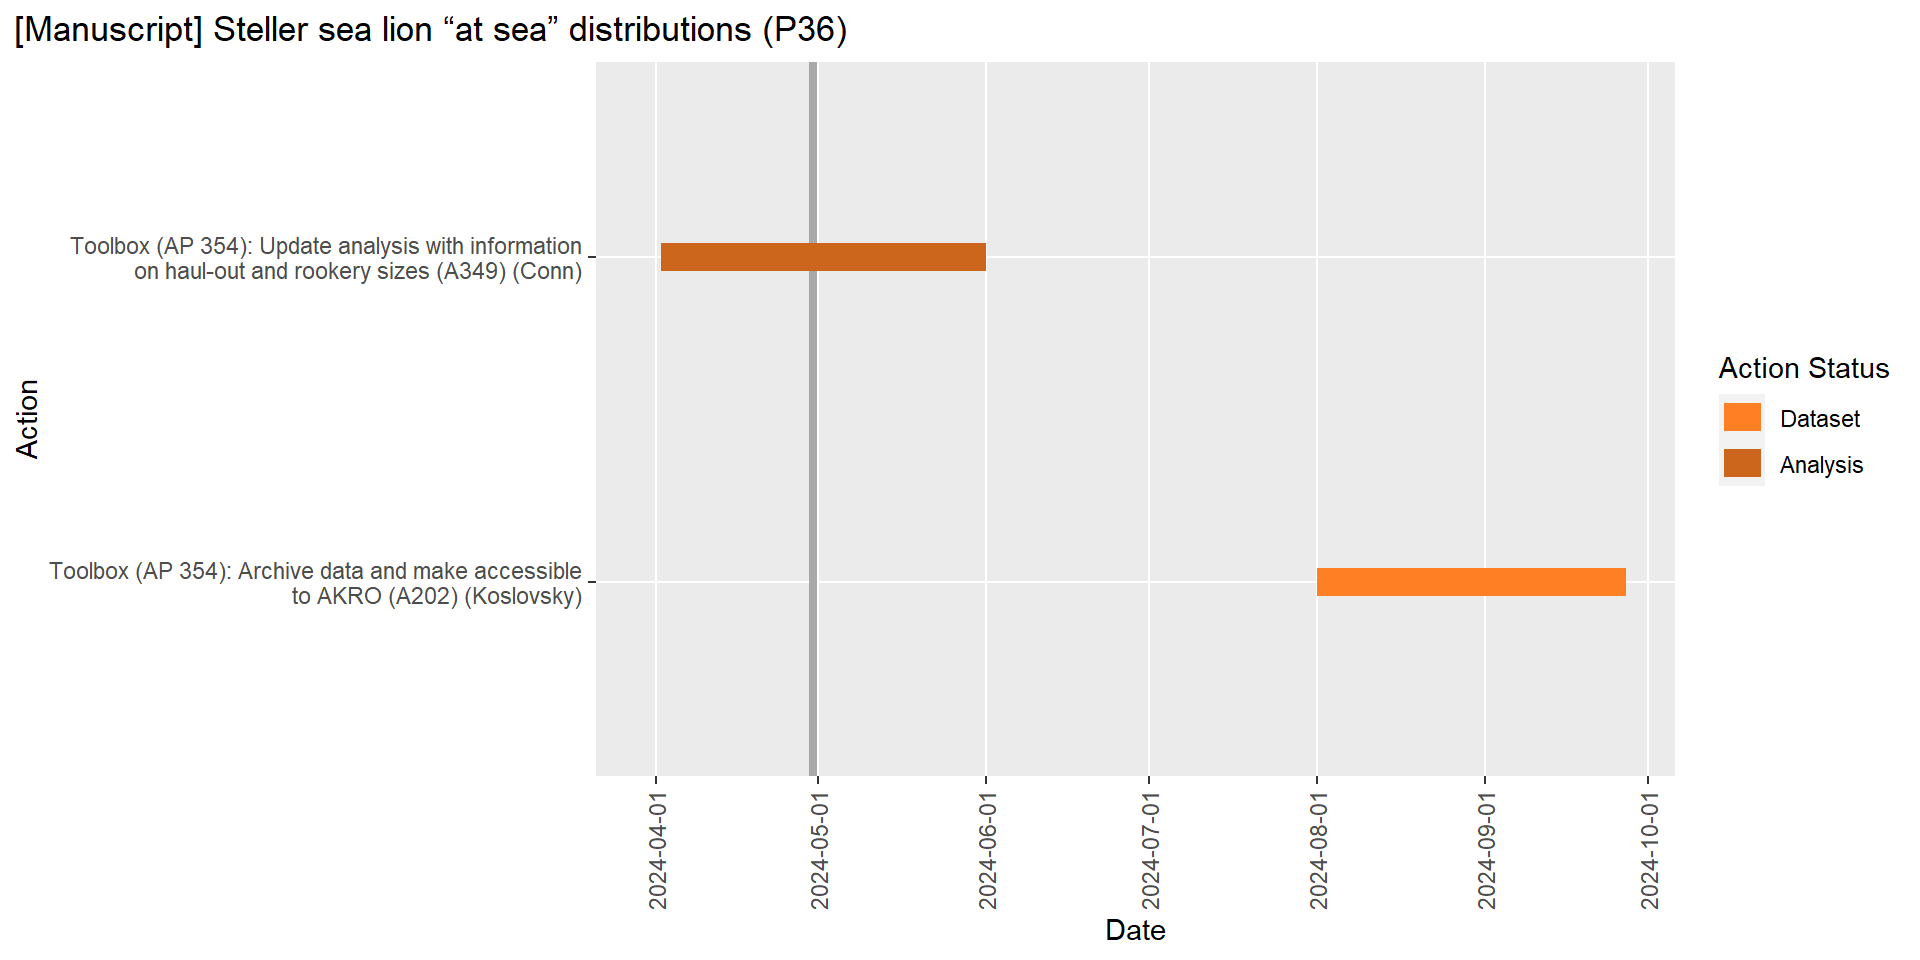 [Manuscript] Steller sea lion “at sea” distributions (P36)
Toolbox (AP 354): Update analysis with information
on haul-out and rookery sizes (A349) (Conn)
Toolbox (AP 354): Archive data and make accessible
to AKRO (A202) (Koslovsky)
Action
2024-04-01
2024-05-01
2024-06-01
2024-07-01
2024-08-01
2024-09-01
2024-10-01
Date
Action Status
Dataset
Analysis